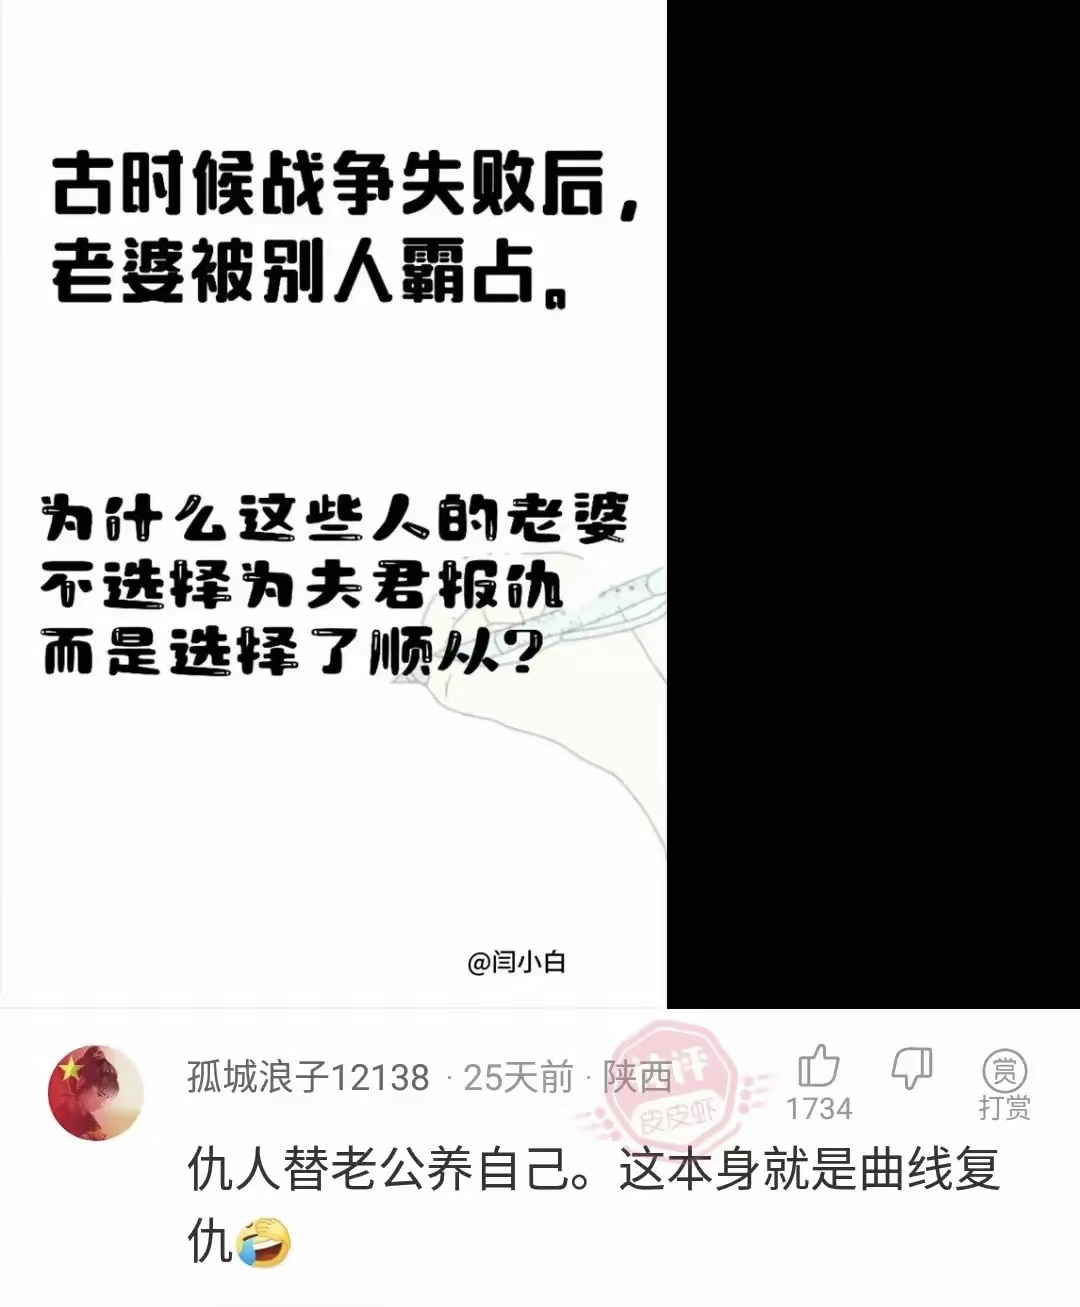 古时候战争失败后，
老婆被别人霸占。
为什么这些人的老婆
不选择为夫君报仇
而是选择了顺从？
@闫小白
孤城浪子12138 · 25天前 · 陕西
神评
皮皮虾
1734
赏
打赏
仇人替老公养自己。这本身就是曲线复
仇🤣